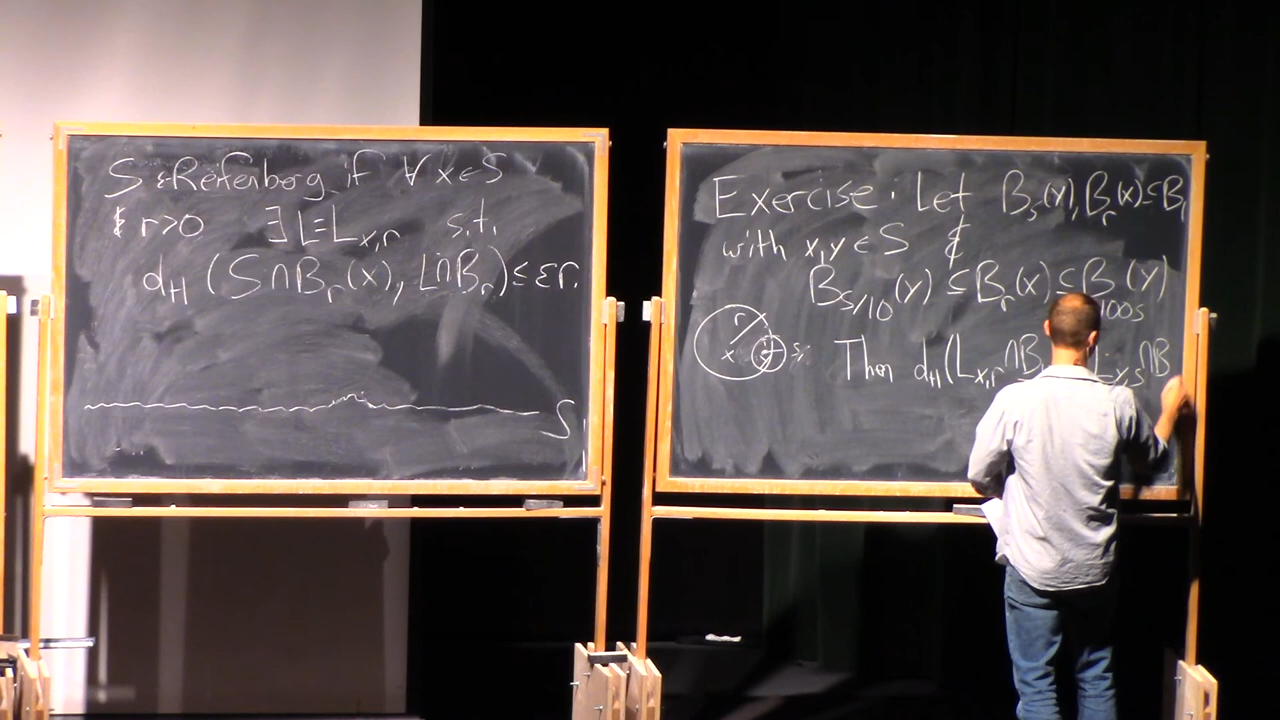 S ε-Reifenberg if ∀ x∈S
& r>0 ∃ L≡L_{x,r} s.t.
d_H (S∩B_r(x), L∩B_r) ≤ εr.
S
Exercise: Let B_s(y), B_r(x) ⊆ B_1
with x,y ∈ S &
B_{s/10}(y) ⊆ B_r(x) ⊆ B_{100s}(y)
r
x
y
s
Then d_H(L_{x,r}∩B L_{y,s}∩B